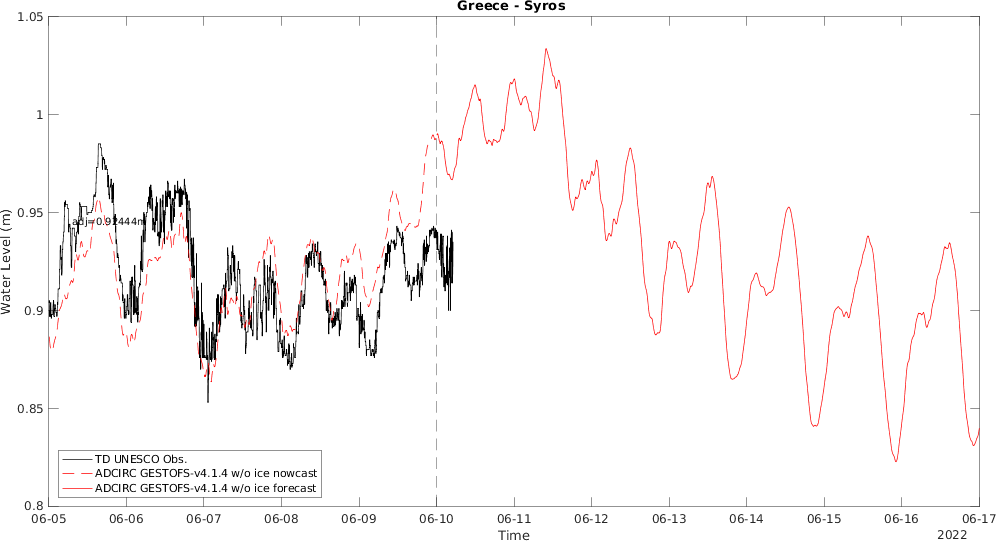 Greece - Syros
1.05
1
0.95
0.9
0.85
0.8
Water Level (m)
adj=0.92444m
TD UNESCO Obs.
ADCIRC GESTOFS-v4.1.4 w/o ice nowcast
ADCIRC GESTOFS-v4.1.4 w/o ice forecast
06-05 06-06 06-07 06-08 06-09 06-10 06-11 06-12 06-13 06-14 06-15 06-16 06-17
Time
2022